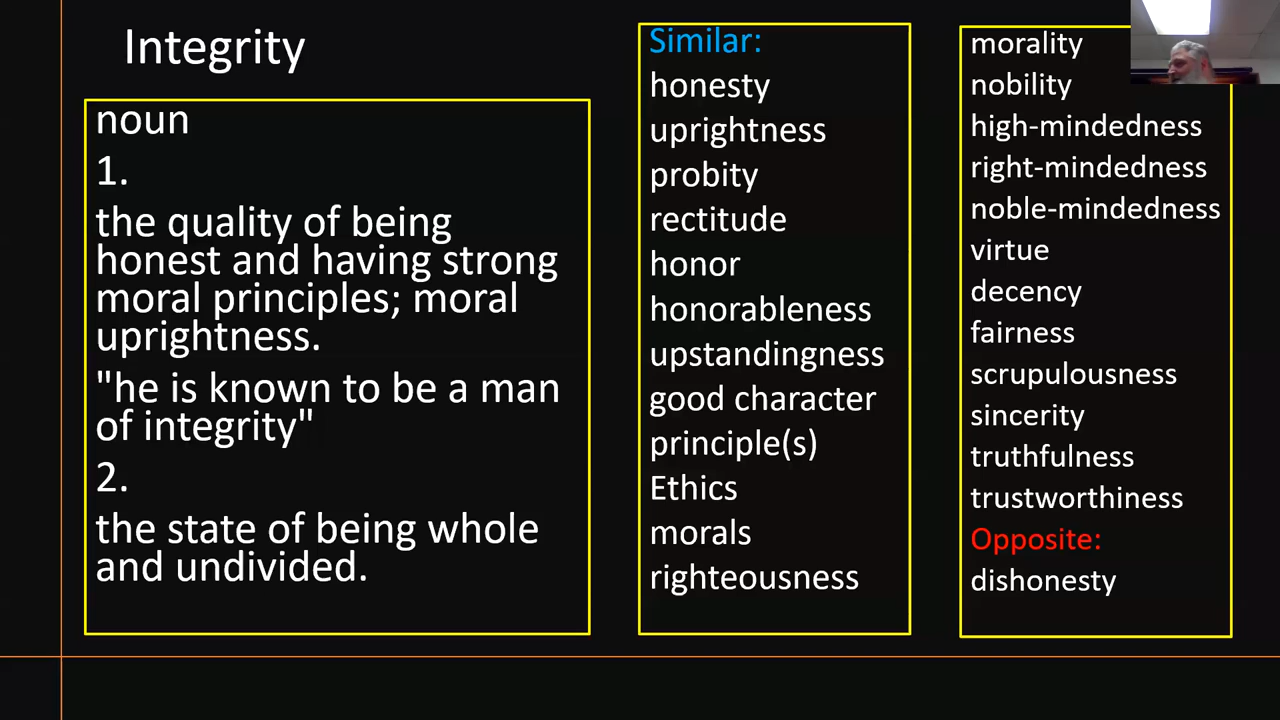 Integrity
noun
1.
the quality of being
honest and having strong
moral principles; moral
uprightness.
"he is known to be a man
of integrity"
2.
the state of being whole
and undivided.
Similar:
honesty
uprightness
probity
rectitude
honor
honorableness
upstandingness
good character
principle(s)
Ethics
morals
righteousness
morality
nobility
high-mindedness
right-mindedness
noble-mindedness
virtue
decency
fairness
scrupulousness
sincerity
truthfulness
trustworthiness
Opposite:
dishonesty